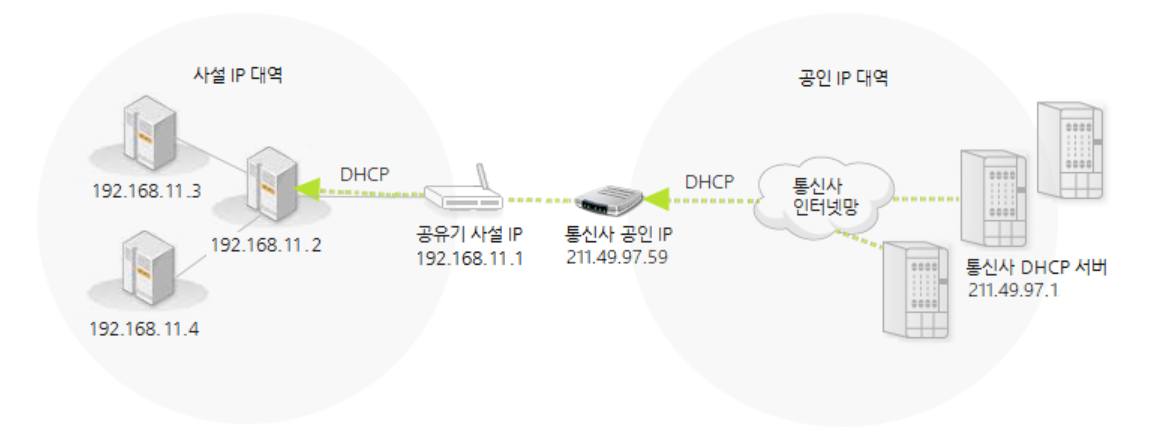 사설 IP 대역
공인 IP 대역
192.168.11.3
192.168.11.2
192.168.11.4
DHCP
공유기 사설 IP
192.168.11.1
통신사 공인 IP
211.49.97.59
DHCP
통신사
인터넷망
통신사 DHCP 서버
211.49.97.1